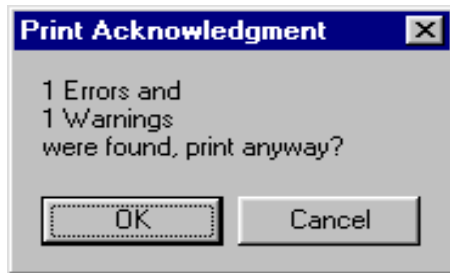 Print Acknowledgment
1 Errors and
1 Warnings
were found, print anyway?
OK
Cancel